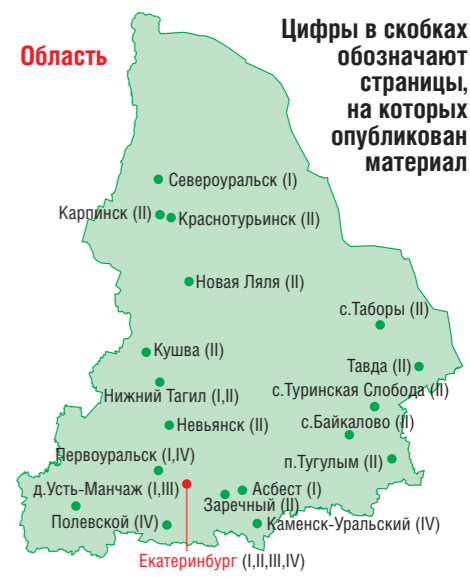 Область
Цифры в скобках
обозначают
страницы,
на которых
опубликован
материал
Североуральск (I)
Карпинск (II)
Краснотурьинск (II)
Новая Ляля (II)
с.Таборы (II)
Кушва (II)
Тавда (II)
Нижний Тагил (I,II)
с.Туринская Слобода (II)
Невьянск (II)
с.Байкалово (II)
Первоуральск (I,IV)
п.Тугулым (II)
д.Усть-Манчаж (I,III)
Асбест (I)
Заречный (II)
Полевской (IV)
Каменск-Уральский (IV)
Екатеринбург (I,II,III,IV)